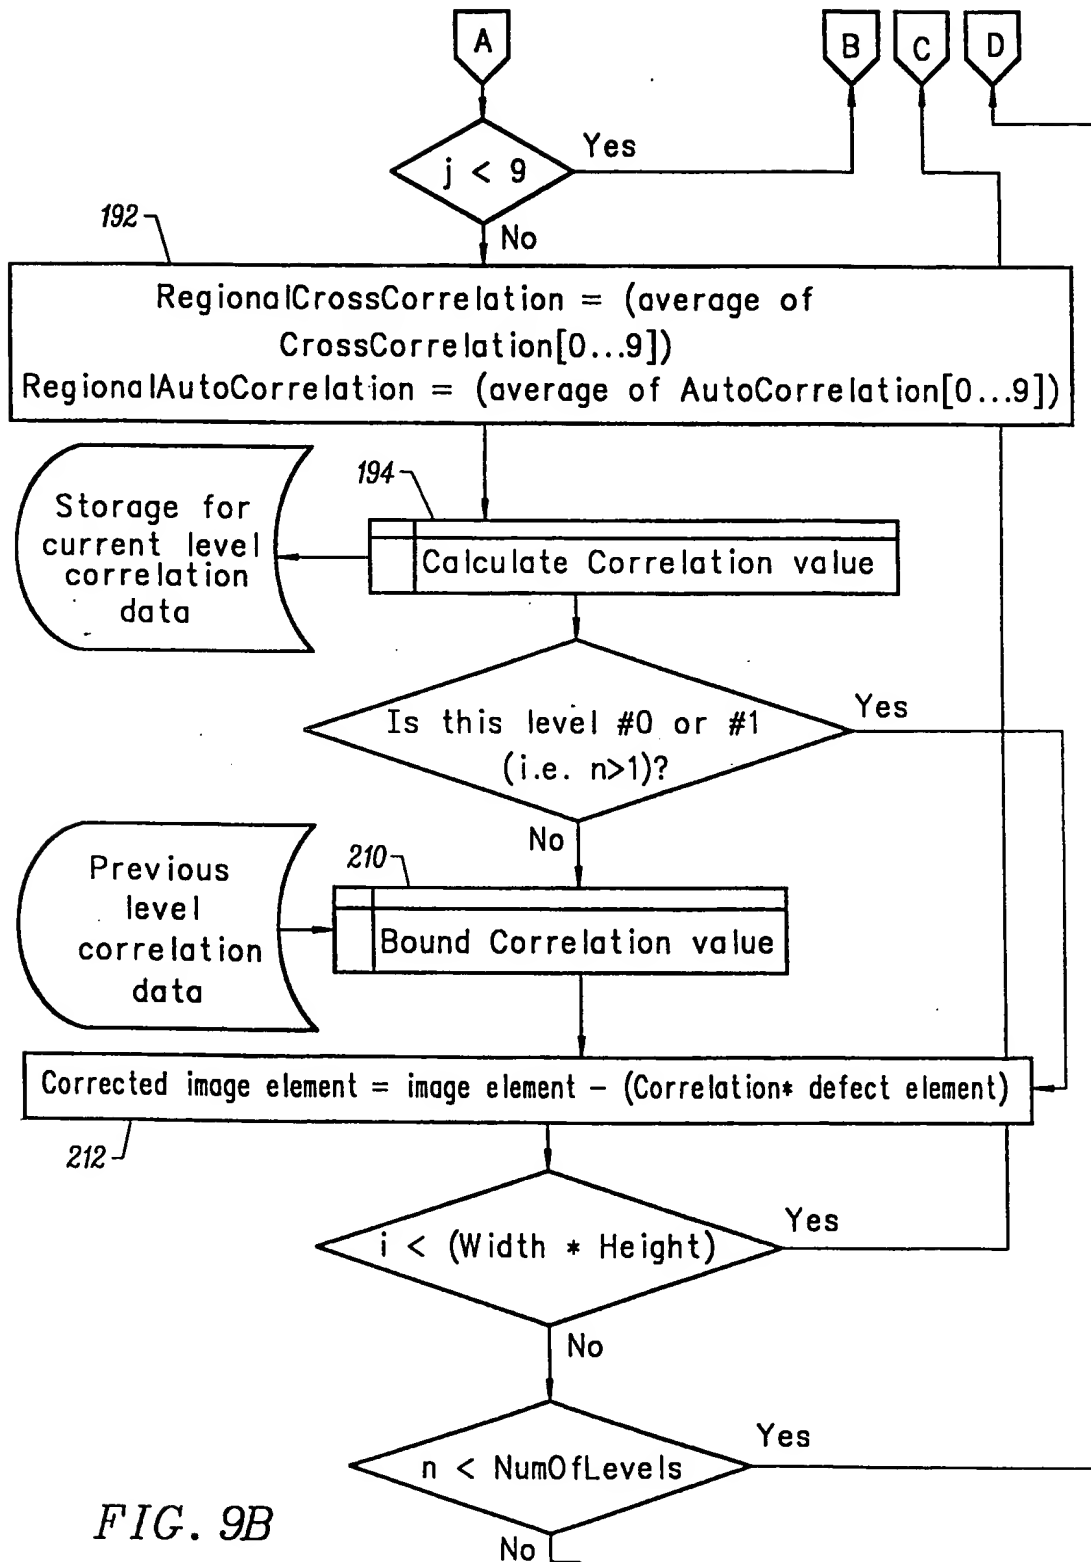 A
B
C
D
j < 9
Yes
No
192
RegionalCrossCorrelation = (average of
CrossCorrelation[0...9])
RegionalAutoCorrelation = (average of AutoCorrelation[0...9])
Storage for
current level
correlation
data
194
Calculate Correlation value
Is this level #0 or #1
(i.e. n>1)?
Yes
No
Previous
level
correlation
data
210
Bound Correlation value
Corrected image element = image element - (Correlation* defect element)
212
i < (Width * Height)
Yes
No
n < NumOfLevels
Yes
No
FIG. 9B